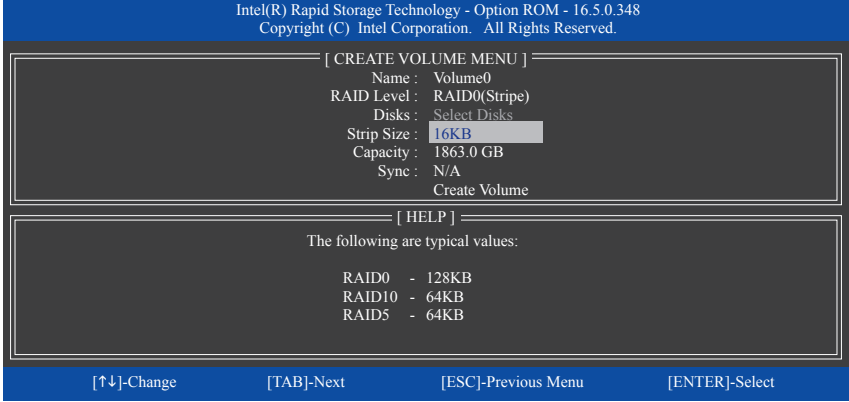 Intel(R) Rapid Storage Technology - Option ROM - 16.5.0.348
Copyright (C) Intel Corporation. All Rights Reserved.
[ CREATE VOLUME MENU ]
Name : Volume0
RAID Level : RAID0(Stripe)
Disks : Select Disks
Strip Size : 16KB
Capacity : 1863.0 GB
Sync : N/A
Create Volume
[ HELP ]
The following are typical values:
RAID0 - 128KB
RAID10 - 64KB
RAID5 - 64KB
[↑↓]-Change [TAB]-Next [ESC]-Previous Menu [ENTER]-Select